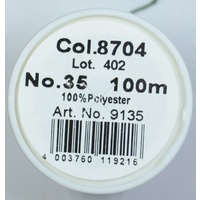 Col.8704
Lot. 402
No.35 100m
100%Polyester
Art. No. 9135
4 003760 119216